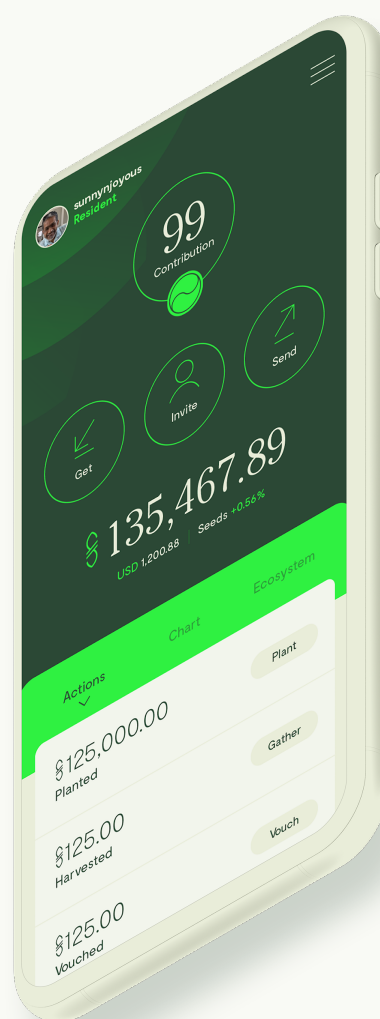 sunnynjoyous
Resident
99
Contribution
Get
Invite
Send
135,467.89
USD 1,200.88 Seeds +0.56%
Actions
Chart
Ecosystem
125,000.00
Planted
Plant
125.00
Harvested
Gather
125.00
Vouched
Vouch